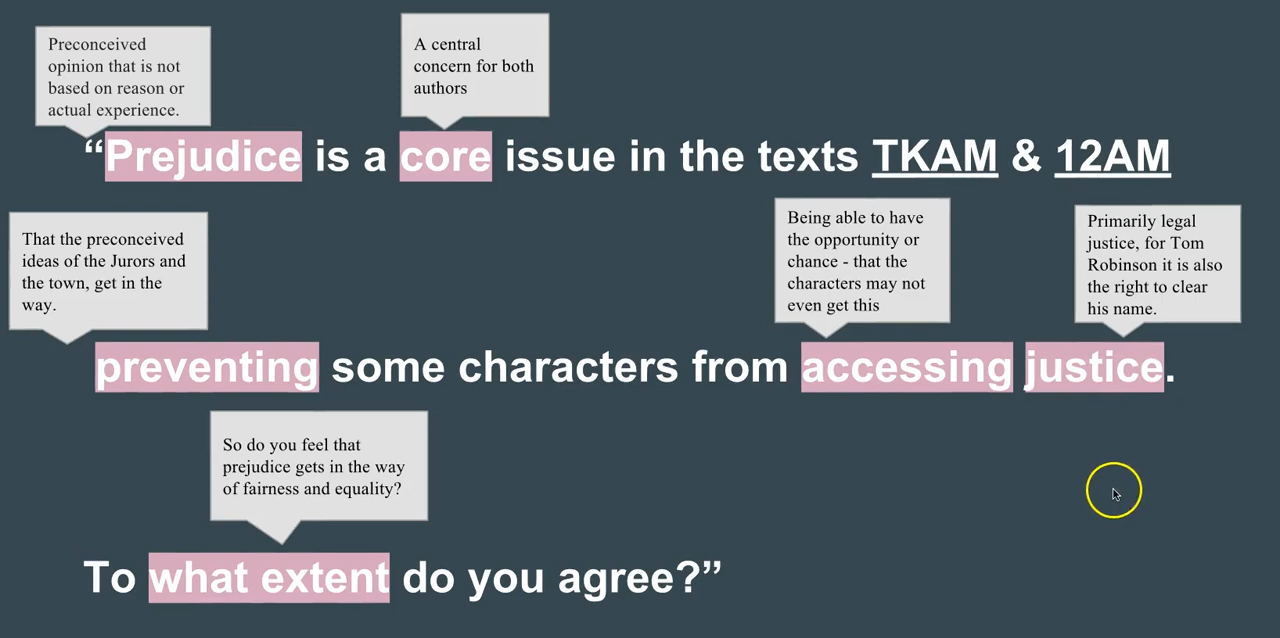 Preconceived
opinion that is not
based on reason or
actual experience.
A central
concern for both
authors
“Prejudice is a core issue in the texts TKAM & 12AM
That the preconceived
ideas of the Jurors and
the town, get in the
way.
Being able to have
the opportunity or
chance - that the
characters may not
even get this
Primarily legal
justice, for Tom
Robinson it is also
the right to clear
his name.
preventing some characters from accessing justice.
So do you feel that
prejudice gets in the way
of fairness and equality?
To what extent do you agree?”